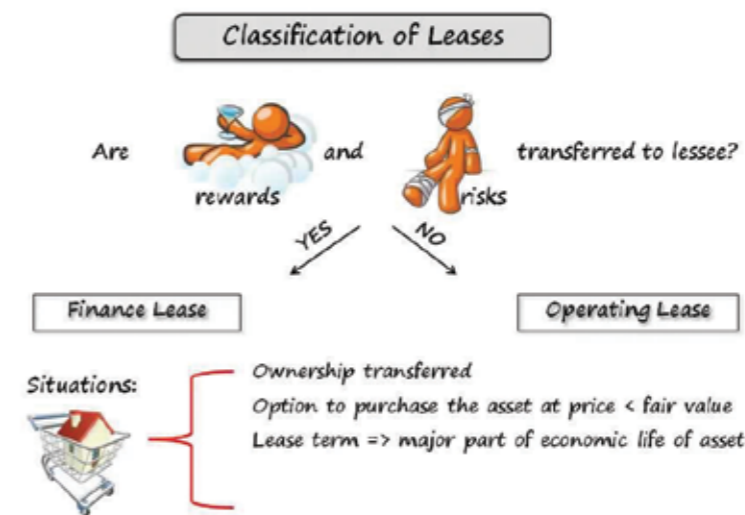 Classification of Leases
Are rewards and risks transferred to lessee?
YES
NO
Finance Lease
Operating Lease
Situations:
Ownership transferred
Option to purchase the asset at price < fair value
Lease term => major part of economic life of asset